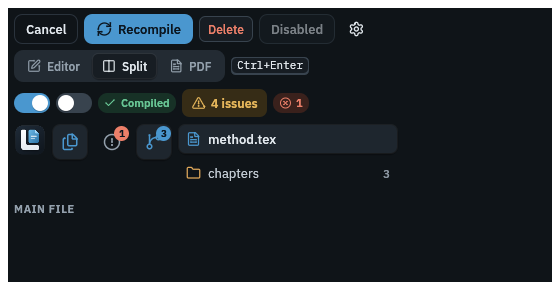 Cancel Recompile Delete Disabled
Editor Split PDF Ctrl+Enter
Compiled 4 issues 1
1 3 method.tex
chapters 3
MAIN FILE